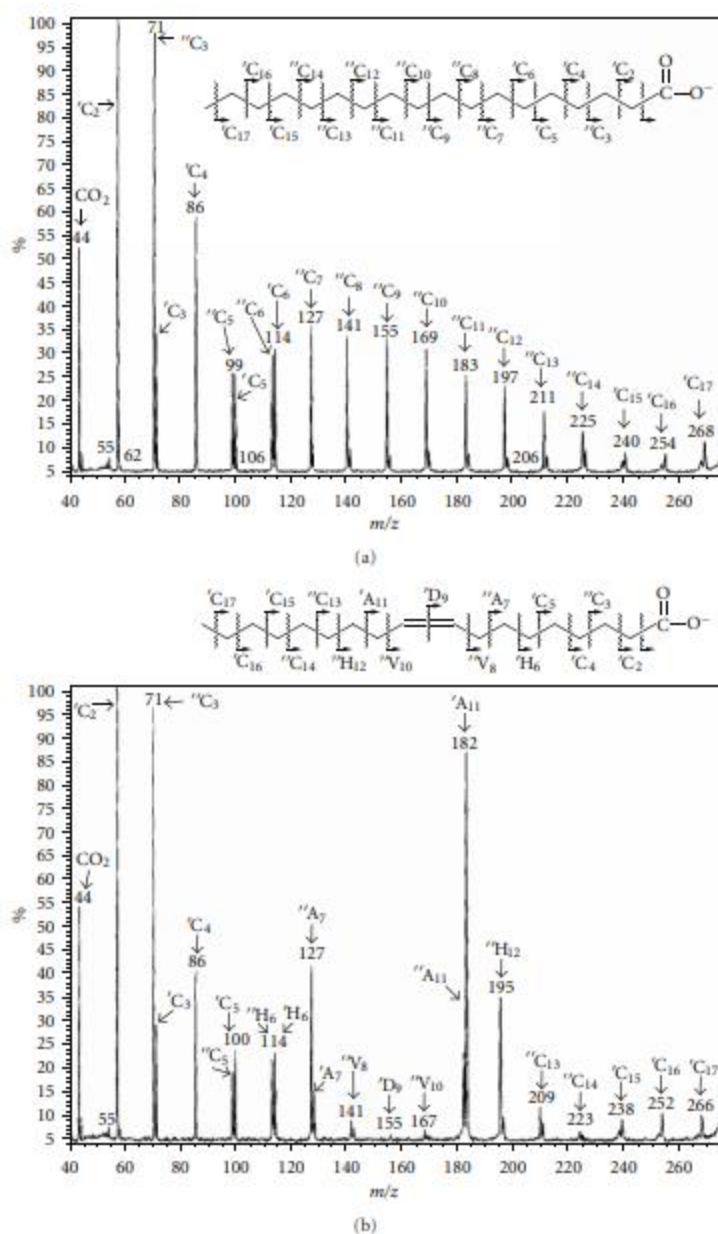 100
95
90
85
80
75
70
65
60
55
50
45
40
35
30
25
20
15
10
5
%
40 60 80 100 120 140 160 180 200 220 240 260
m/z
′C2
71
″C3
CO2
44
′C4
86
′C3
55
62
″C5
99
′C5
106
″C6
′C6
114
″C7
127
″C8
141
″C9
155
″C10
169
″C11
183
″C12
197
206
″C13
211
″C14
225
′C15
240
′C16
254
′C17
268
′C16 ″C14 ″C12 ″C10 ″C8 ′C6 ′C4 ′C2 O
C—O−
′C17 ′C15 ″C13 ″C11 ″C9 ″C7 ′C5 ″C3
(a)
′C17 ′C15 ″C13 ′A11 ′D9 ″A7 ′C5 ″C3 O
C—O−
′C16 ″C14 ″H12 ″V10 ″V8 ′H6 ′C4 ′C2
100
95
90
85
80
75
70
65
60
55
50
45
40
35
30
25
20
15
10
5
%
40 60 80 100 120 140 160 180 200 220 240 260
m/z
′C2
71
″C3
CO2
44
′C4
86
′C3
55
′C5
100
″C5
″H6
114
′H6
″A7
127
′A7
″V8
141
′D9
155
″V10
167
′A11
182
″A11
″H12
195
″C13
209
″C14
223
′C15
238
′C16
252
′C17
266
(b)